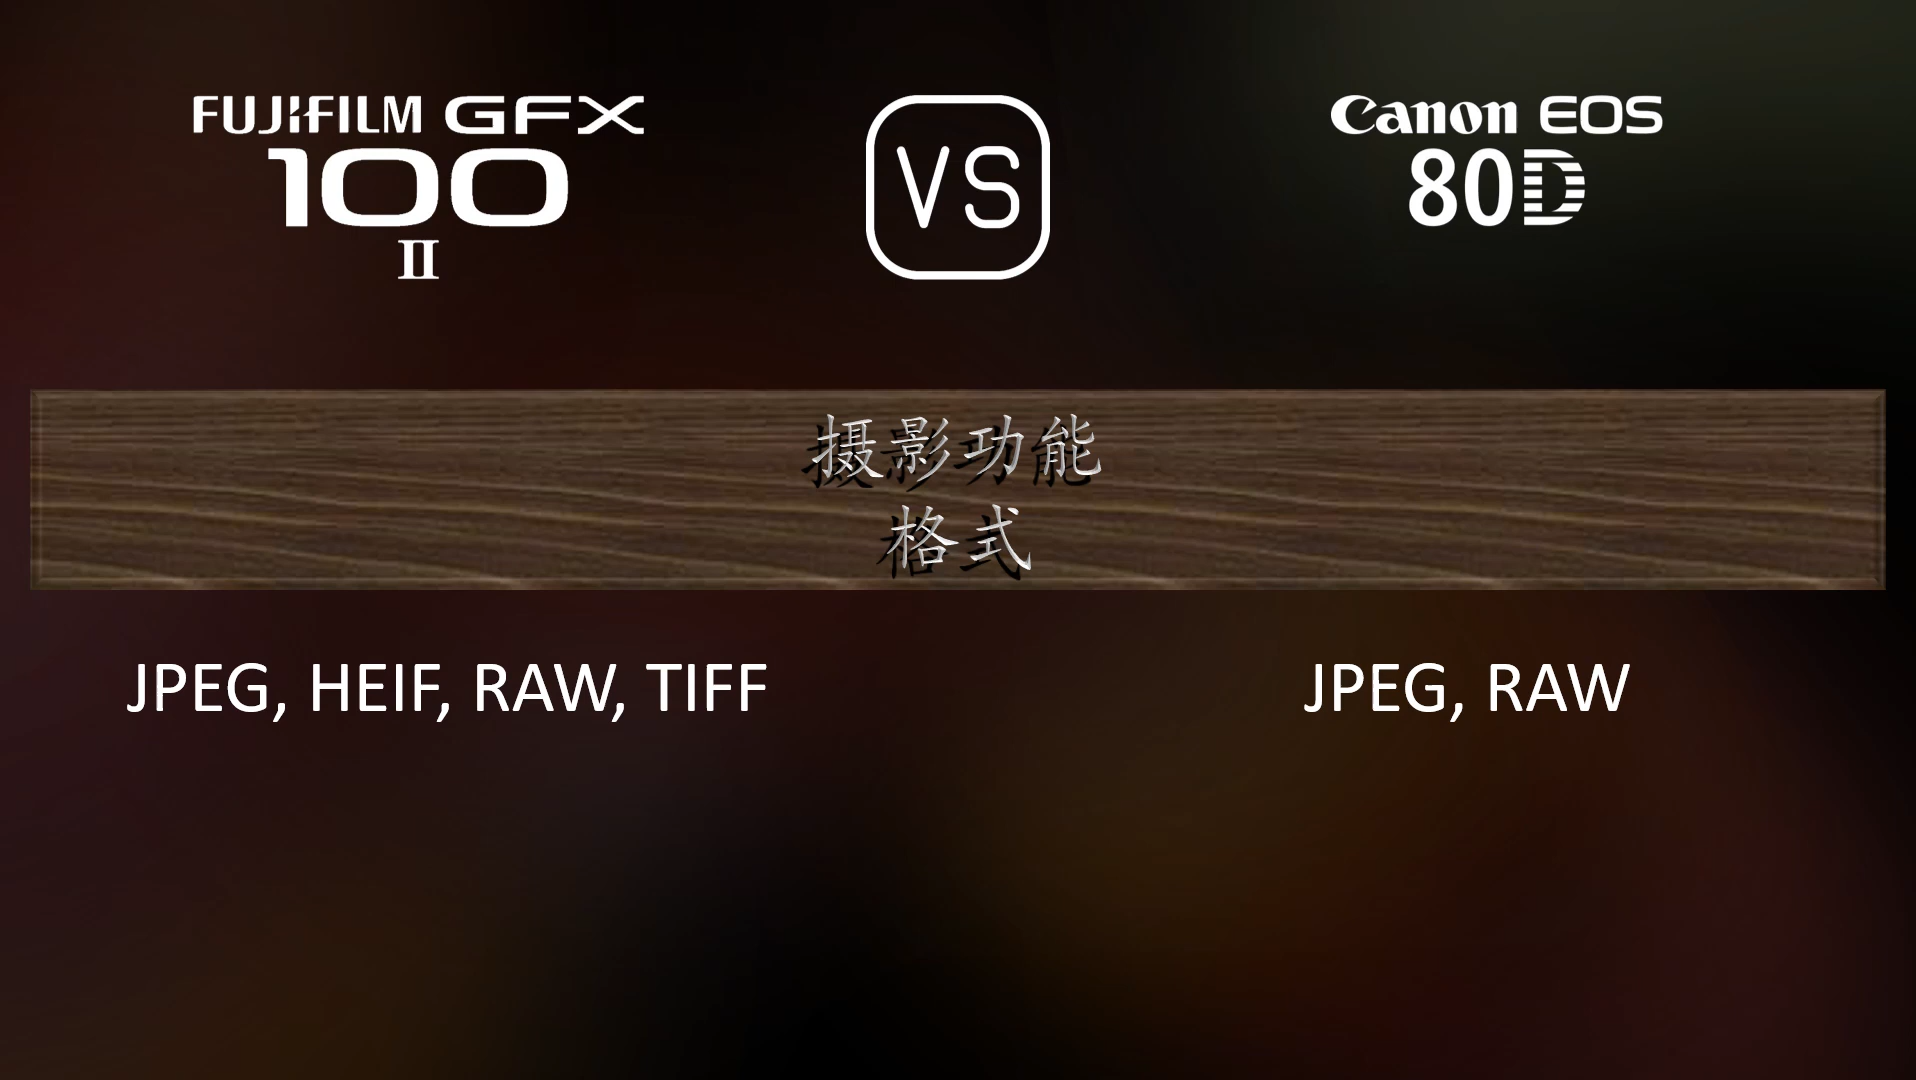 FUJIFILM GFX
100
II
VS
Canon EOS
80D
摄影功能
格式
JPEG, HEIF, RAW, TIFF
JPEG, RAW